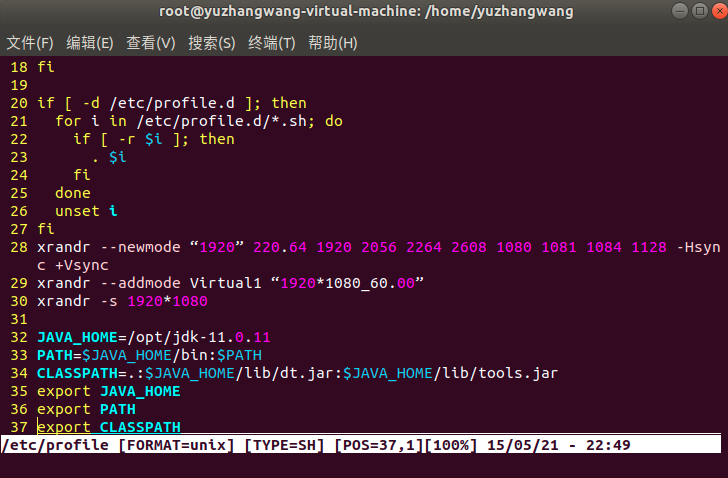 root@yuzhangwang-virtual-machine: /home/yuzhangwang
文件(F) 编辑(E) 查看(V) 搜索(S) 终端(T) 帮助(H)
18 fi
19
20 if [ -d /etc/profile.d ]; then
21   for i in /etc/profile.d/*.sh; do
22     if [ -r $i ]; then
23       . $i
24     fi
25   done
26   unset i
27 fi
28 xrandr --newmode “1920” 220.64 1920 2056 2264 2608 1080 1081 1084 1128 -Hsyn
c +Vsync
29 xrandr --addmode Virtual1 “1920*1080_60.00”
30 xrandr -s 1920*1080
31
32 JAVA_HOME=/opt/jdk-11.0.11
33 PATH=$JAVA_HOME/bin:$PATH
34 CLASSPATH=.:$JAVA_HOME/lib/dt.jar:$JAVA_HOME/lib/tools.jar
35 export JAVA_HOME
36 export PATH
37 export CLASSPATH
/etc/profile [FORMAT=unix] [TYPE=SH] [POS=37,1][100%] 15/05/21 - 22:49